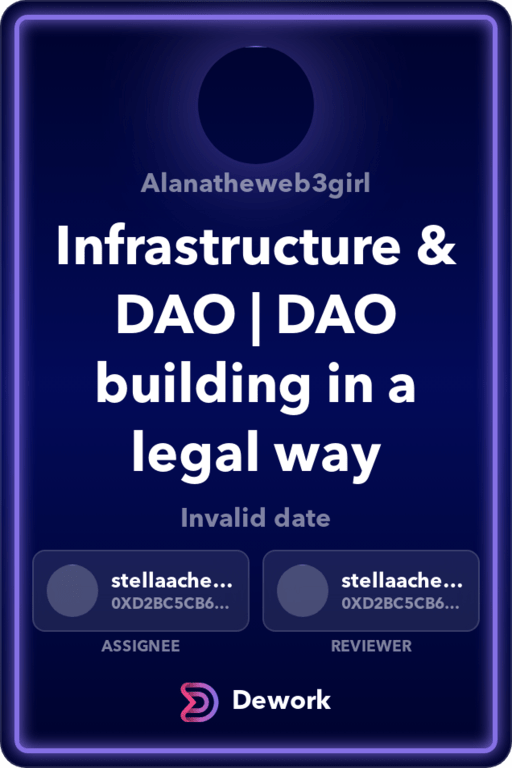 Alanatheweb3girl
Infrastructure &
DAO | DAO
building in a
legal way
Invalid date
stellaache...
0XD2BC5CB6...
stellaache...
0XD2BC5CB6...
ASSIGNEE
REVIEWER
Dework